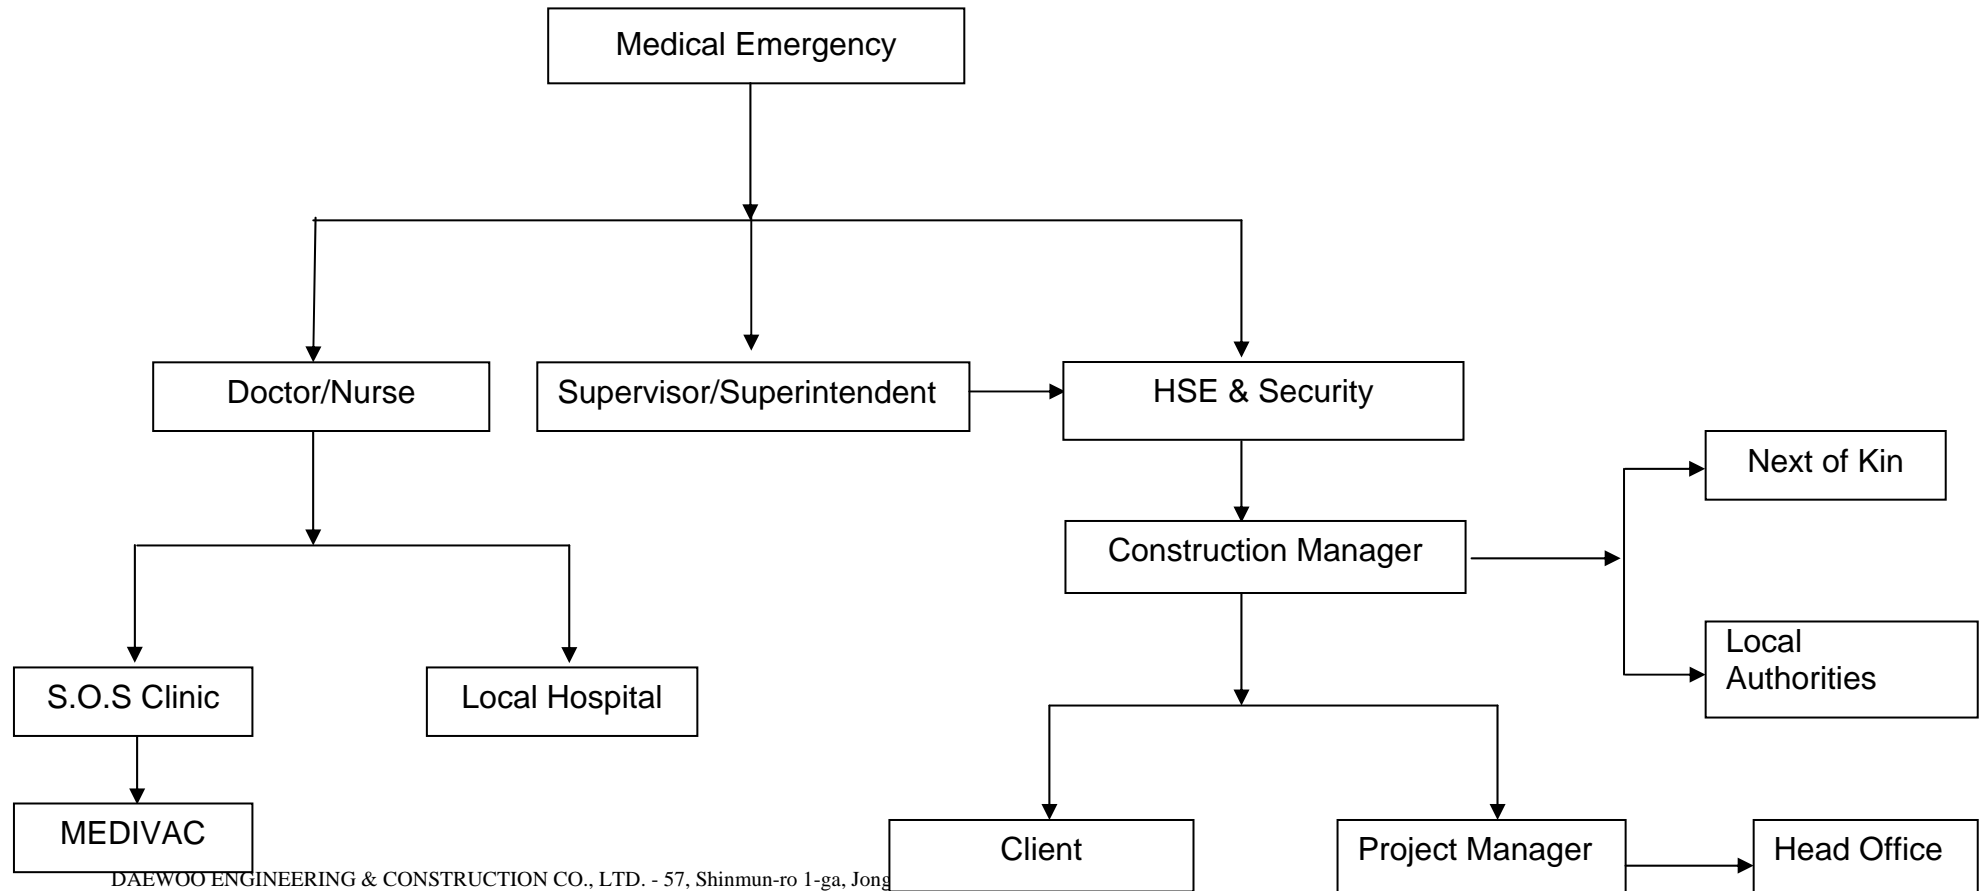 Medical Emergency
Doctor/Nurse
Supervisor/Superintendent
HSE & Security
Next of Kin
Construction Manager
Local
Authorities
S.O.S Clinic
Local Hospital
MEDIVAC
Client
Project Manager
Head Office
DAEWOO ENGINEERING & CONSTRUCTION CO., LTD. - 57, Shinmun-ro 1-ga, Jong